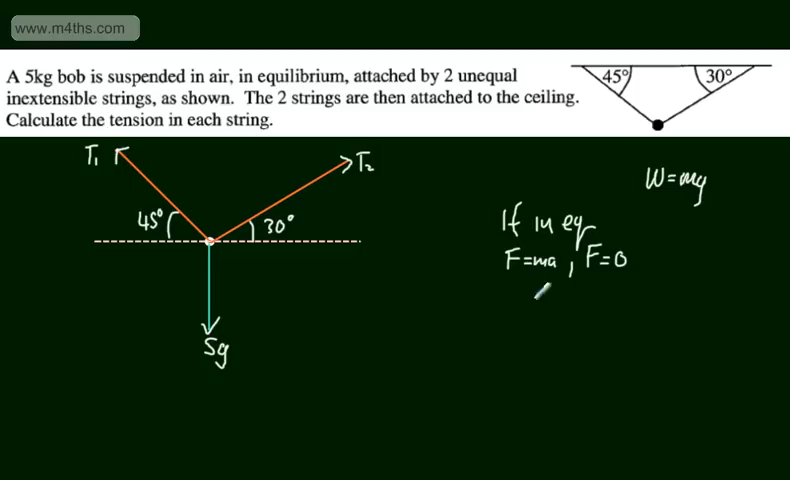 www.m4ths.com
A 5kg bob is suspended in air, in equilibrium, attached by 2 unequal
inextensible strings, as shown. The 2 strings are then attached to the ceiling.
Calculate the tension in each string.
45° 30°
T₁ T₂
W=mg
45° 30°
If in eq
F=ma, F=0
5g